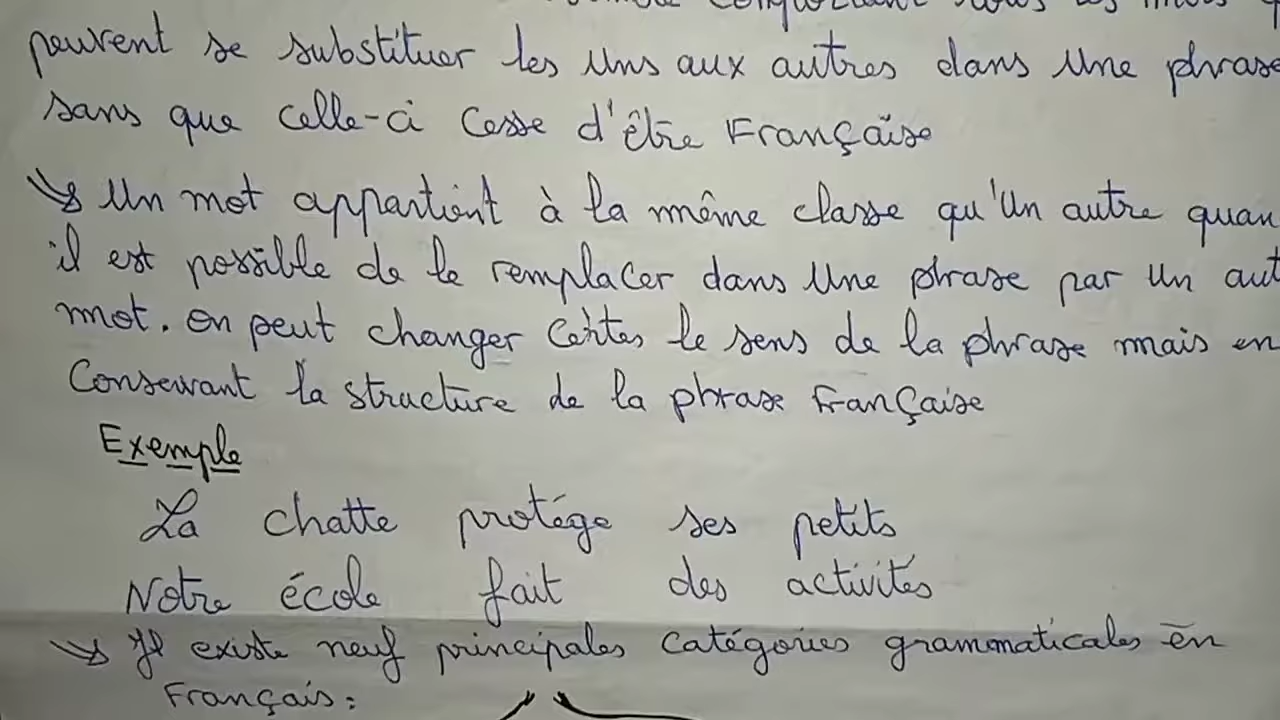 peuvent se substituer les uns aux autres dans une phrase
sans que celle-ci cesse d'être Française
Un mot appartient à la même classe qu'un autre quan
il est possible de le remplacer dans une phrase par un aut
mot. On peut changer certes le sens de la phrase mais en
Conservant la structure de la phrase Française
Exemple
La chatte protége ses petits
Notre école fait des activités
Il existe neuf principales catégories grammaticales en
Français: